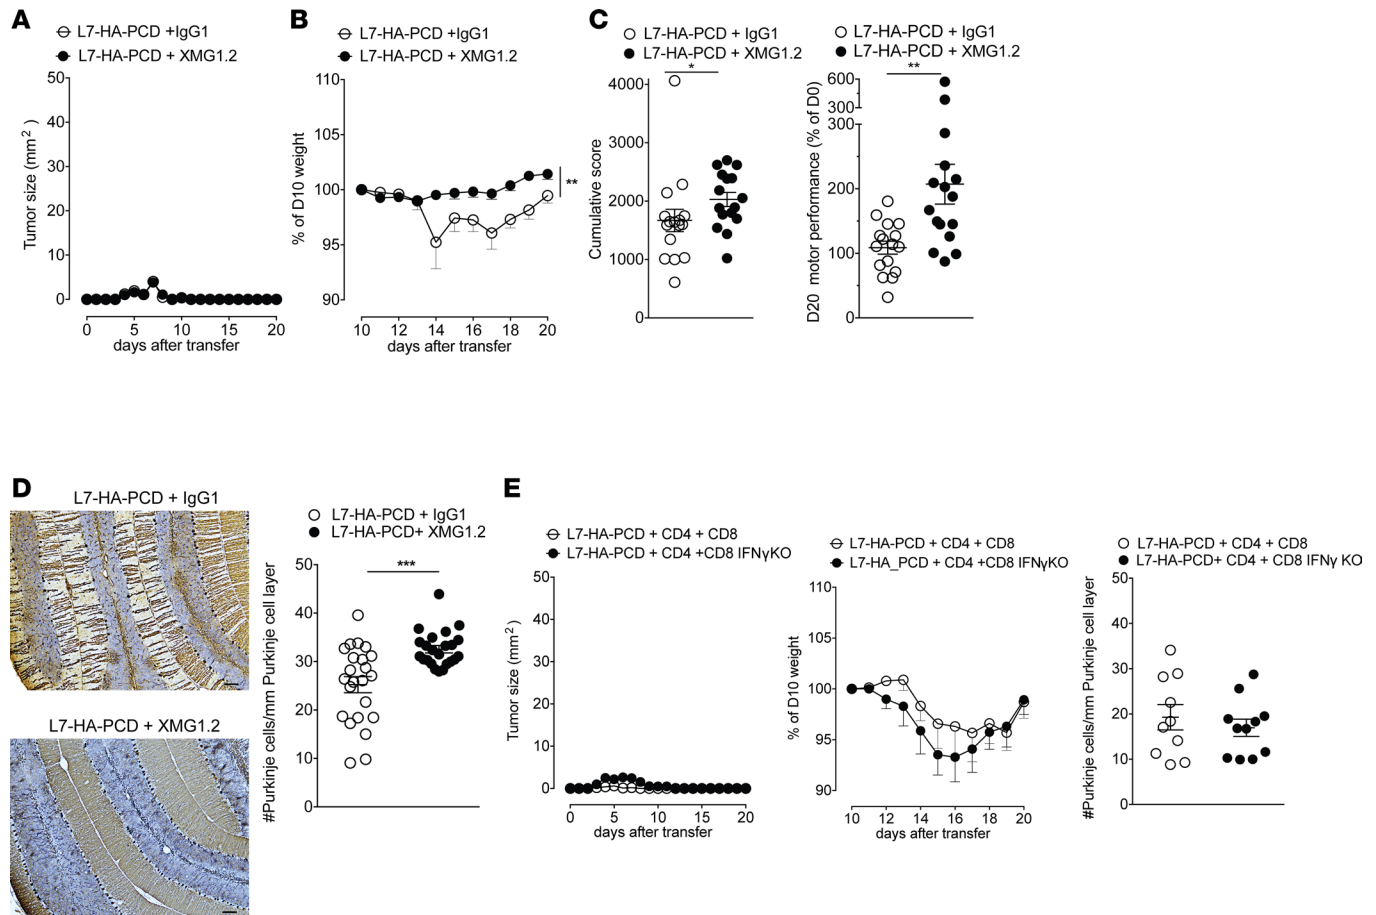 A
L7-HA-PCD +IgG1
L7-HA-PCD + XMG1.2
Tumor size (mm2)
50
40
30
20
10
0
0 5 10 15 20
days after transfer
B
L7-HA-PCD +IgG1
L7-HA-PCD + XMG1.2
% of D10 weight
110
105
100
95
90
**
10 12 14 16 18 20
days after transfer
C
L7-HA-PCD + IgG1
L7-HA-PCD + XMG1.2
*
Cumulative score
4000
3000
2000
1000
0
L7-HA-PCD + IgG1
L7-HA-PCD + XMG1.2
**
D20 motor performance (% of D0)
600
300
300
200
100
0
D
L7-HA-PCD + IgG1
L7-HA-PCD + XMG1.2
L7-HA-PCD + IgG1
L7-HA-PCD+ XMG1.2
***
#Purkinje cells/mm Purkinje cell layer
50
40
30
20
10
0
E
L7-HA-PCD + CD4 + CD8
L7-HA-PCD + CD4 +CD8 IFNγKO
Tumor size (mm2)
50
40
30
20
10
0
0 5 10 15 20
days after transfer
L7-HA-PCD + CD4 + CD8
L7-HA_PCD + CD4 +CD8 IFNγKO
% of D10 weight
110
105
100
95
90
10 12 14 16 18 20
days after transfer
L7-HA-PCD + CD4 + CD8
L7-HA-PCD+ CD4 + CD8 IFNγ KO
#Purkinje cells/mm Purkinje cell layer
50
40
30
20
10
0